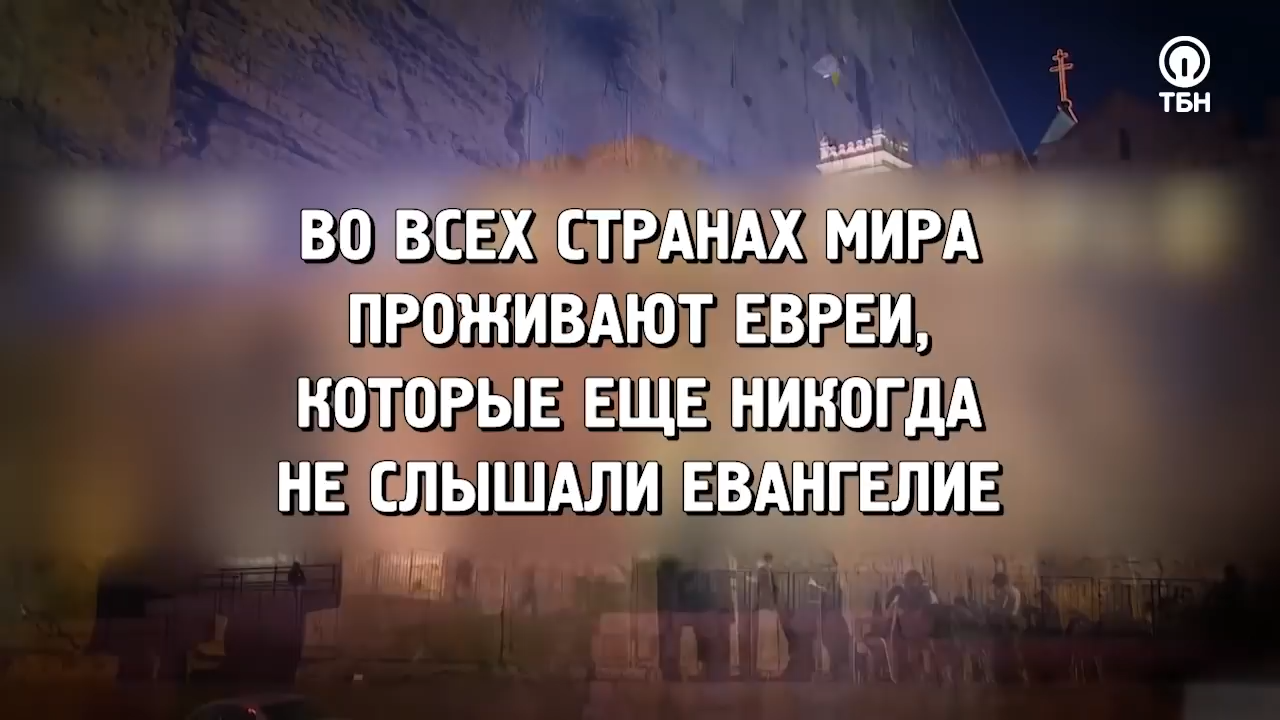 ТБН
ВО ВСЕХ СТРАНАХ МИРА
ПРОЖИВАЮТ ЕВРЕИ,
КОТОРЫЕ ЕЩЕ НИКОГДА
НЕ СЛЫШАЛИ ЕВАНГЕЛИЕ